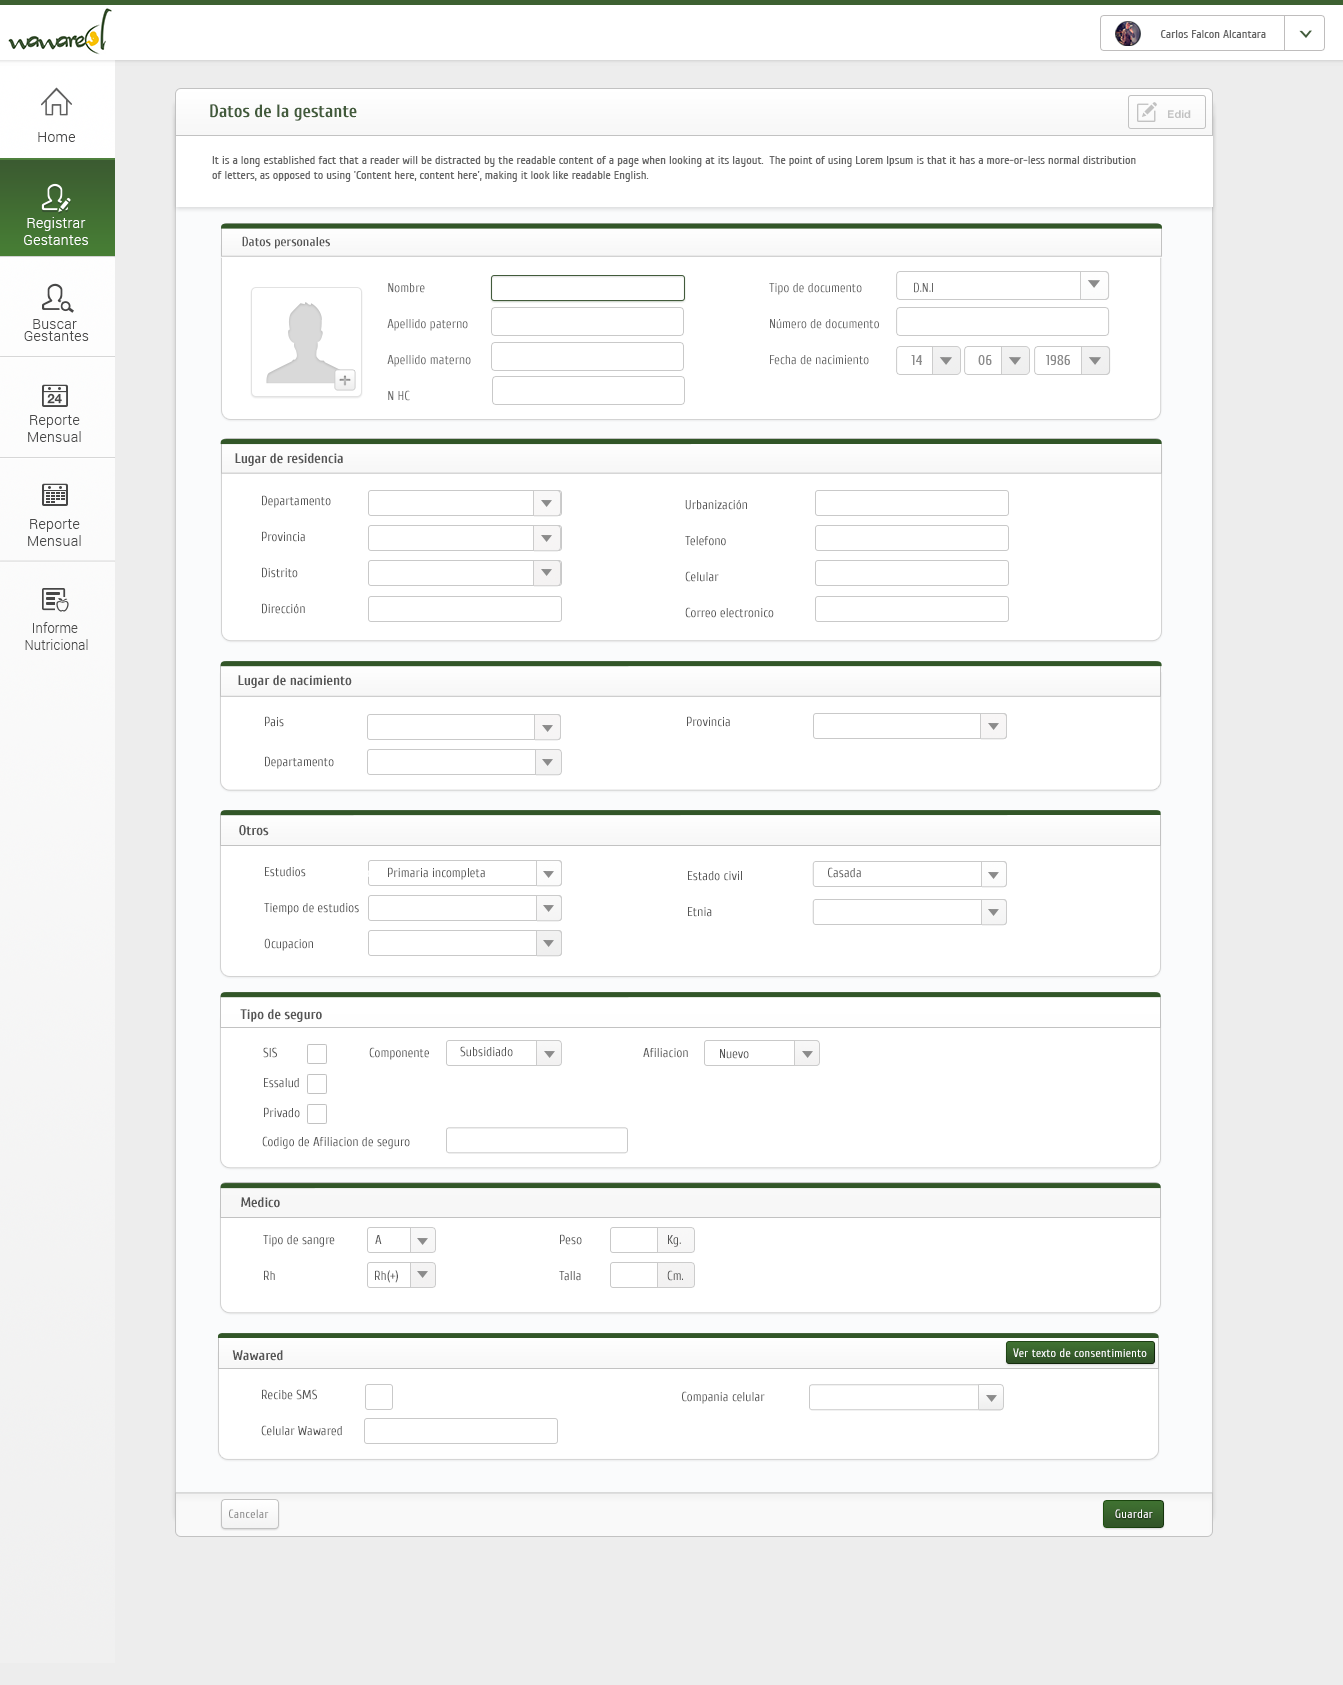 wawared
Carlos Falcon Alcantara
Home
Registrar
Gestantes
Buscar
Gestantes
24
Reporte
Mensual
Reporte
Mensual
Informe
Nutricional
Datos de la gestante
Edid
It is a long established fact that a reader will be distracted by the readable content of a page when looking at its layout. The point of using Lorem Ipsum is that it has a more-or-less normal distribution
of letters, as opposed to using 'Content here, content here', making it look like readable English.
Datos personales
Nombre
Apellido paterno
Apellido materno
N HC
Tipo de documento D.N.I
Número de documento
Fecha de nacimiento 14 06 1986
Lugar de residencia
Departamento
Provincia
Distrito
Dirección
Urbanización
Telefono
Celular
Correo electronico
Lugar de nacimiento
Pais
Departamento
Provincia
Otros
Estudios Primaria incompleta
Tiempo de estudios
Ocupacion
Estado civil Casada
Etnia
Tipo de seguro
SIS Componente Subsidiado Afiliacion Nuevo
Essalud
Privado
Codigo de Afiliacion de seguro
Medico
Tipo de sangre A Peso Kg.
Rh Rh(+) Talla Cm.
Wawared Ver texto de consentimiento
Recibe SMS Compania celular
Celular Wawared
Cancelar Guardar